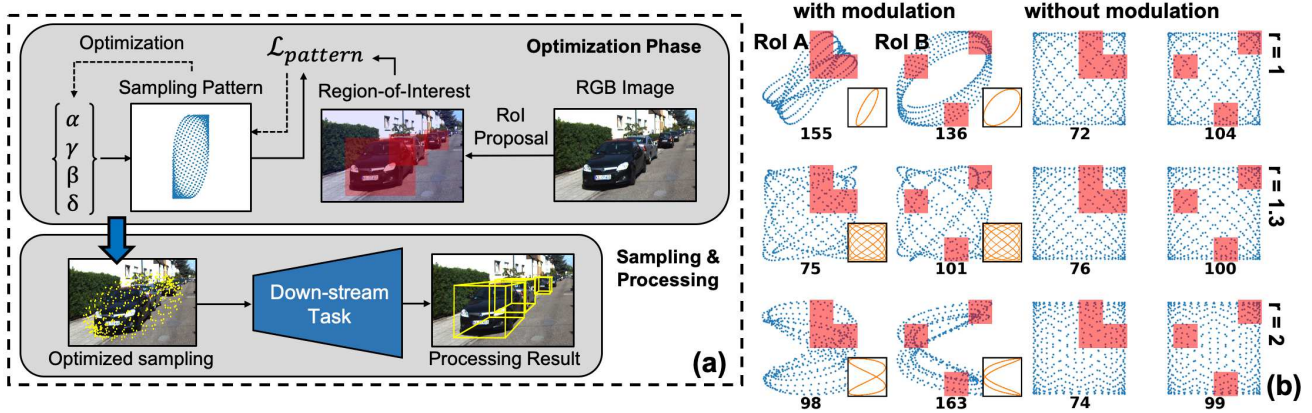 Optimization
Optimization Phase
ℒpattern
Sampling Pattern
Region-of-Interest
RGB Image
RoI
Proposal
α
γ
β
δ
Sampling &
Processing
Down-stream
Task
Optimized sampling
Processing Result
(a)
with modulation
without modulation
RoI A
RoI B
r = 1
155
136
72
104
r = 1.3
75
101
76
100
r = 2
98
163
74
99
(b)